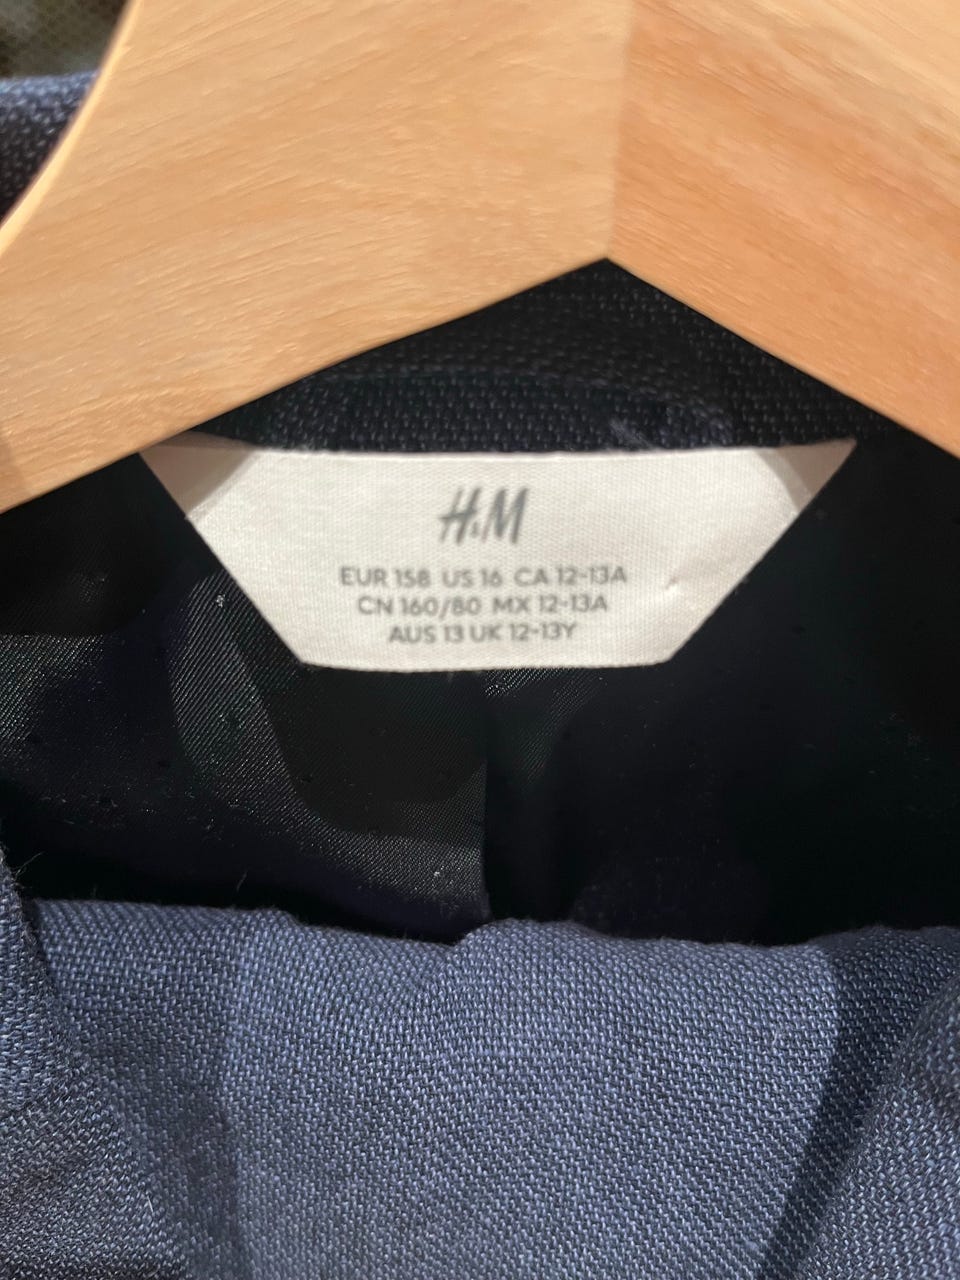 H&M
EUR 158 US 16 CA 12-13A
CN 160/80 MX 12-13A
AUS 13 UK 12-13Y